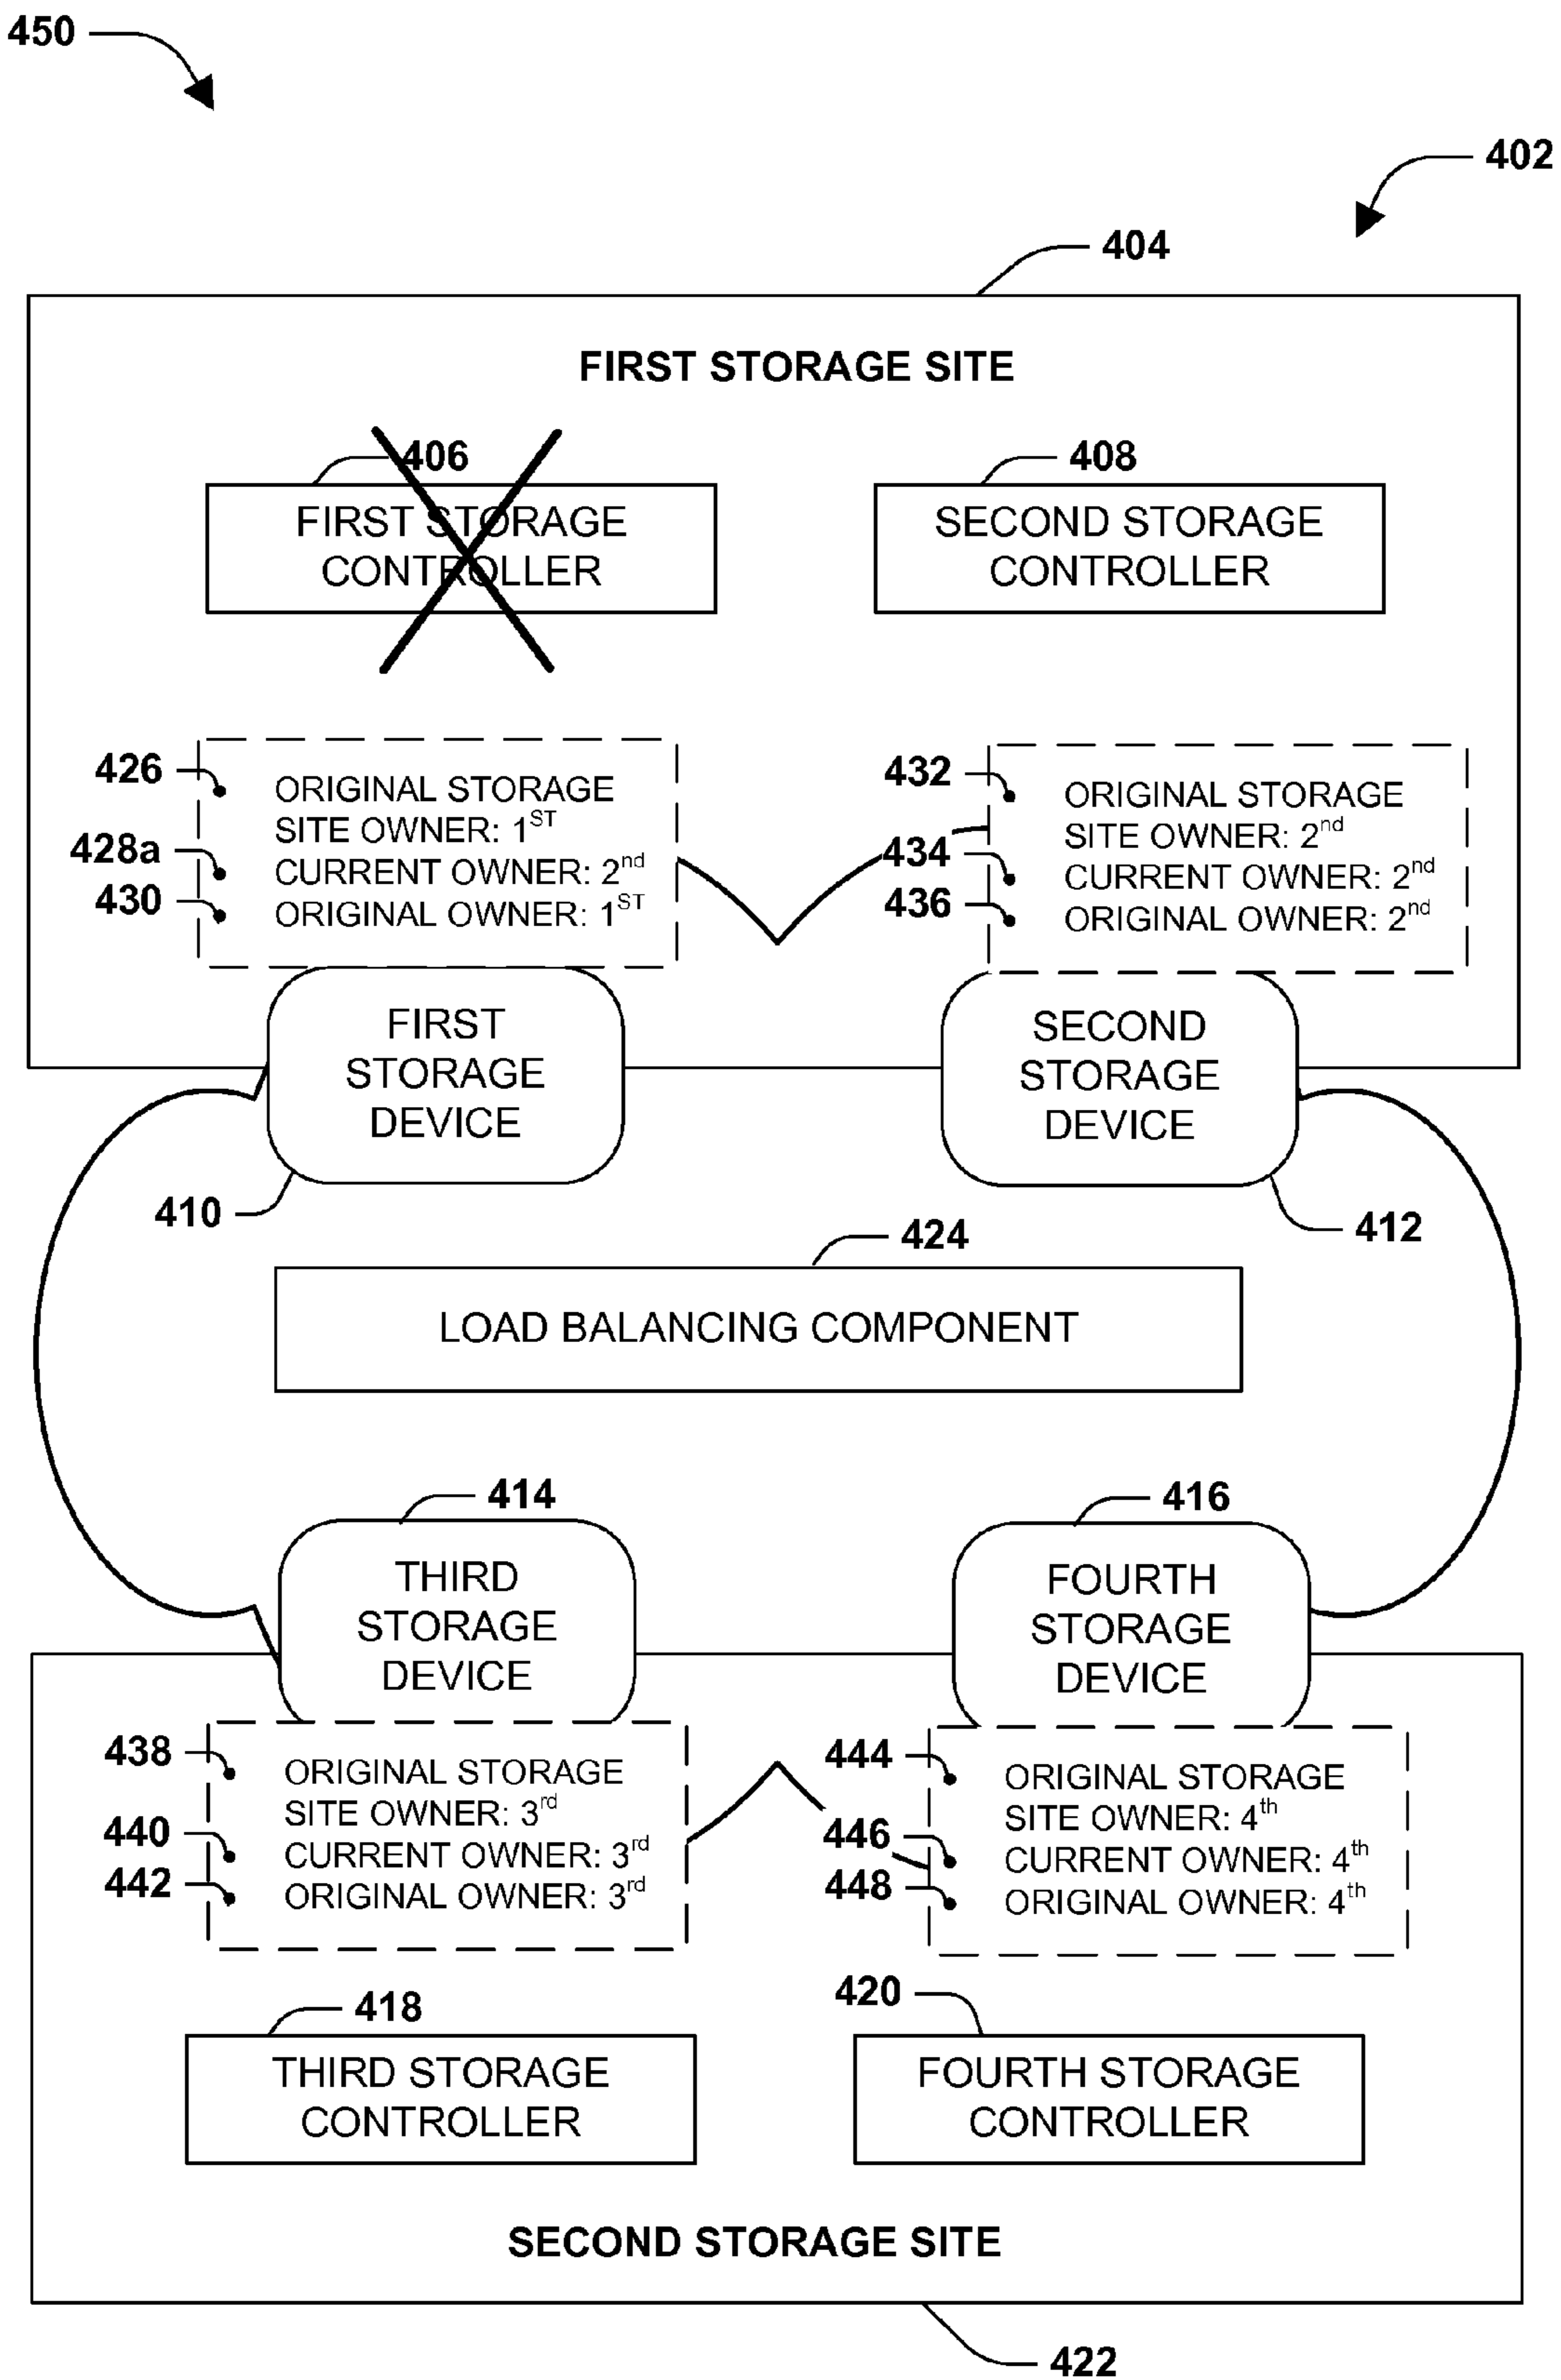 450
402
404
FIRST STORAGE SITE
406
FIRST STORAGE
CONTROLLER
408
SECOND STORAGE
CONTROLLER
426
ORIGINAL STORAGE
SITE OWNER: 1ST
428a
CURRENT OWNER: 2nd
430
ORIGINAL OWNER: 1ST
432
ORIGINAL STORAGE
SITE OWNER: 2nd
434
CURRENT OWNER: 2nd
436
ORIGINAL OWNER: 2nd
FIRST
STORAGE
DEVICE
410
SECOND
STORAGE
DEVICE
412
424
LOAD BALANCING COMPONENT
414
THIRD
STORAGE
DEVICE
416
FOURTH
STORAGE
DEVICE
438
ORIGINAL STORAGE
SITE OWNER: 3rd
440
CURRENT OWNER: 3rd
442
ORIGINAL OWNER: 3rd
444
ORIGINAL STORAGE
SITE OWNER: 4th
446
CURRENT OWNER: 4th
448
ORIGINAL OWNER: 4th
418
THIRD STORAGE
CONTROLLER
420
FOURTH STORAGE
CONTROLLER
SECOND STORAGE SITE
422